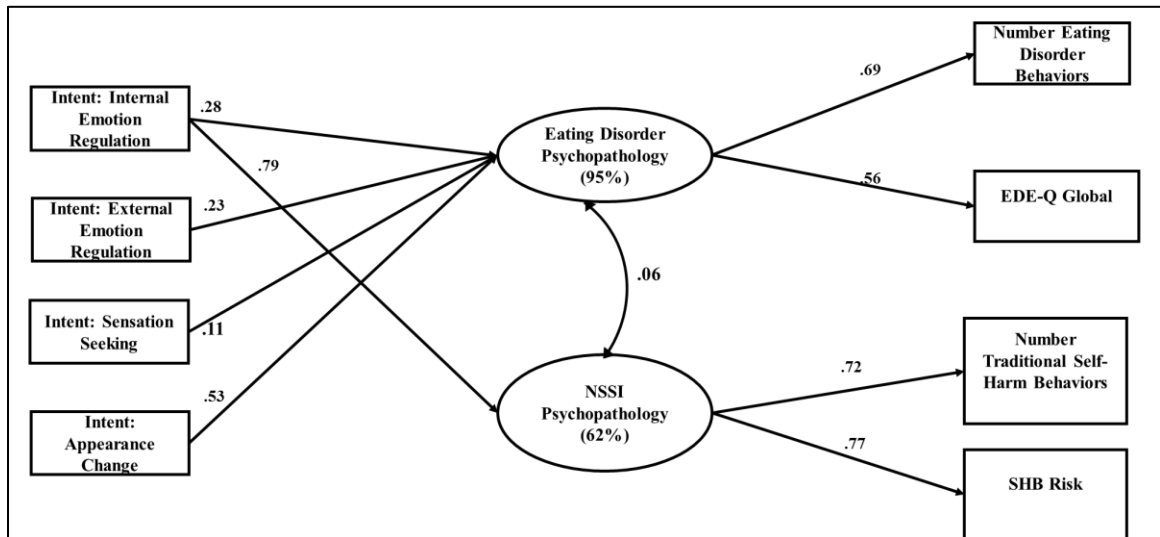 Intent: Internal
Emotion
Regulation
.28
.79
Intent: External
Emotion
Regulation
.23
Intent: Sensation
Seeking
.11
Intent:
Appearance
Change
.53
Eating Disorder
Psychopathology
(95%)
.06
NSSI
Psychopathology
(62%)
.69
Number Eating
Disorder
Behaviors
.56
EDE-Q Global
.72
Number
Traditional Self-
Harm Behaviors
.77
SHB Risk